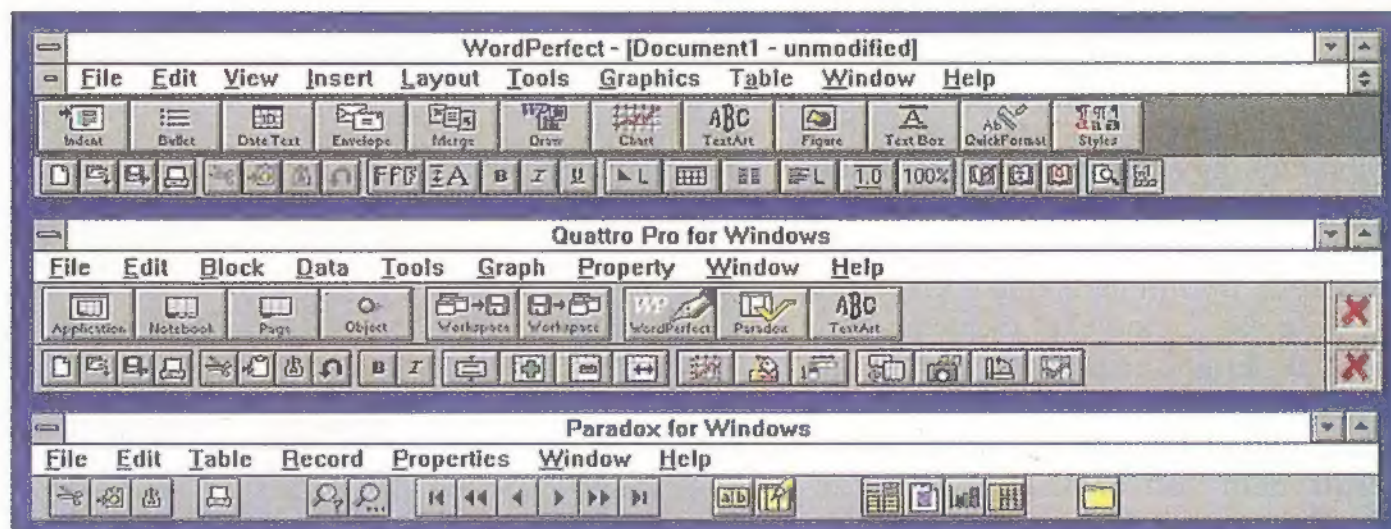 WordPerfect - [Document1 - unmodified]
File Edit View Insert Layout Tools Graphics Table Window Help
Indent Bullet Date Text Envelope Merge Draw Chart TextArt Figure Text Box QuickFormat Styles
B I U L L 1.0 100%
Quattro Pro for Windows
File Edit Block Data Tools Graph Property Window Help
Application Notebook Page Object Workspace Workspace WordPerfect Paradox TextArt
B I
Paradox for Windows
File Edit Table Record Properties Window Help
a b